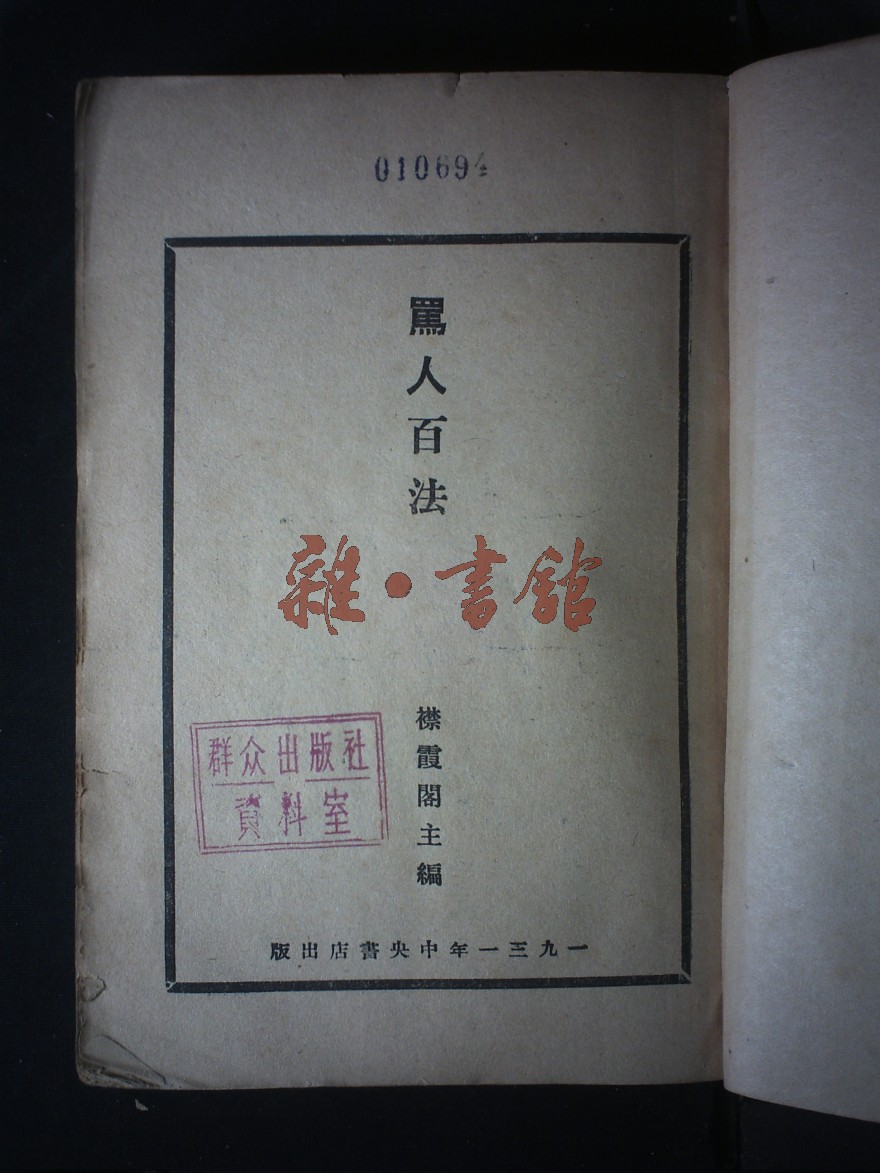 010694
罵人百法
雜·書館
襟霞閣主編
群众出版社
資料室
一九三一年中央書店出版